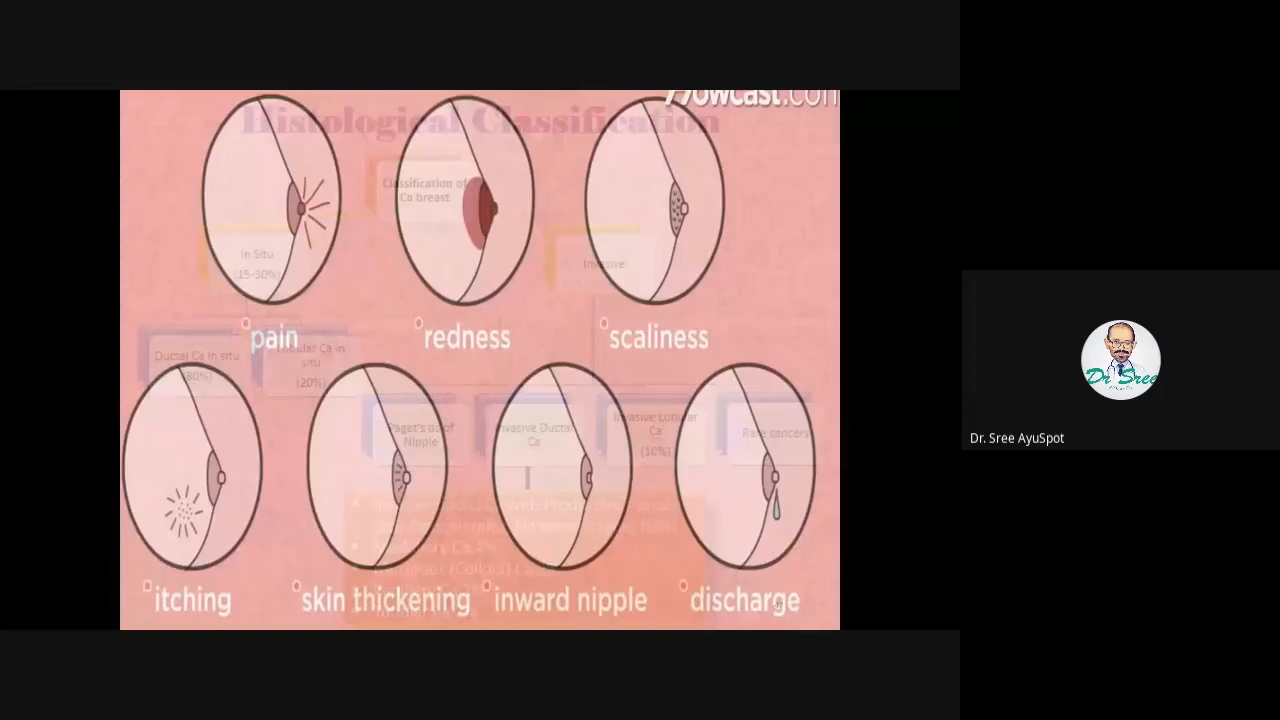 Howcast.com
Histological Classification
Classification of
Ca breast
In Situ
(15-30%)
Invasive
pain
redness
scaliness
Ductal Ca in situ
(80%)
Lobular Ca in
situ
(20%)
Paget's ds of
Nipple
Invasive Ductal
Ca
Invasive Lobular
Ca
(10%)
Rare cancers
itching
skin thickening
inward nipple
discharge
Dr Sree
Dr. Sree AyuSpot